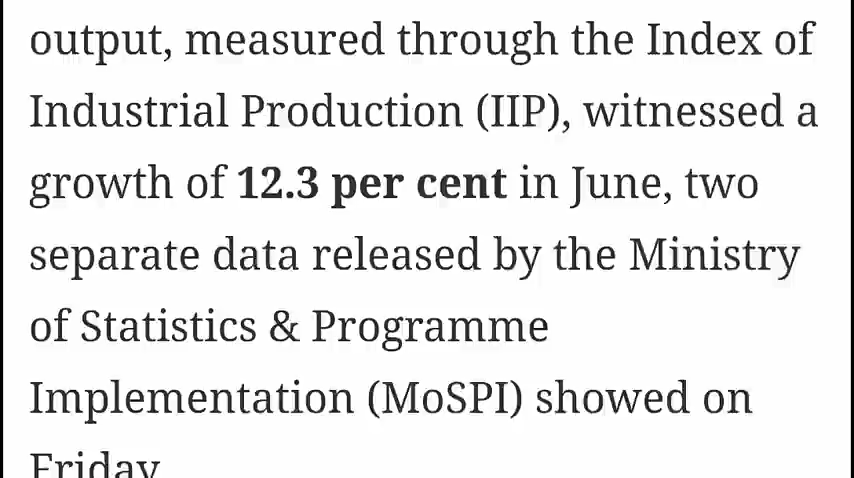 output, measured through the Index of
Industrial Production (IIP), witnessed a
growth of 12.3 per cent in June, two
separate data released by the Ministry
of Statistics & Programme
Implementation (MoSPI) showed on
Friday